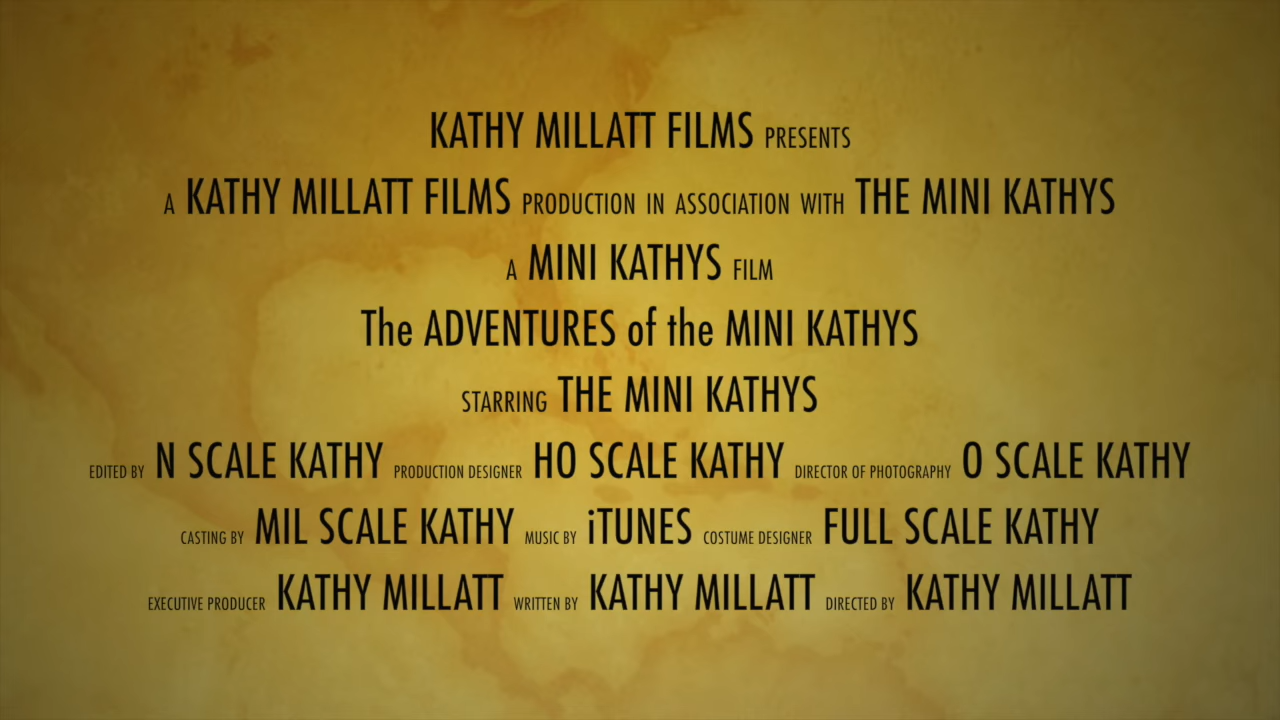 KATHY MILLATT FILMS PRESENTS
A KATHY MILLATT FILMS PRODUCTION IN ASSOCIATION WITH THE MINI KATHYS
A MINI KATHYS FILM
The ADVENTURES of the MINI KATHYS
STARRING THE MINI KATHYS
EDITED BY N SCALE KATHY PRODUCTION DESIGNER HO SCALE KATHY DIRECTOR OF PHOTOGRAPHY O SCALE KATHY
CASTING BY MIL SCALE KATHY MUSIC BY iTUNES COSTUME DESIGNER FULL SCALE KATHY
EXECUTIVE PRODUCER KATHY MILLATT WRITTEN BY KATHY MILLATT DIRECTED BY KATHY MILLATT